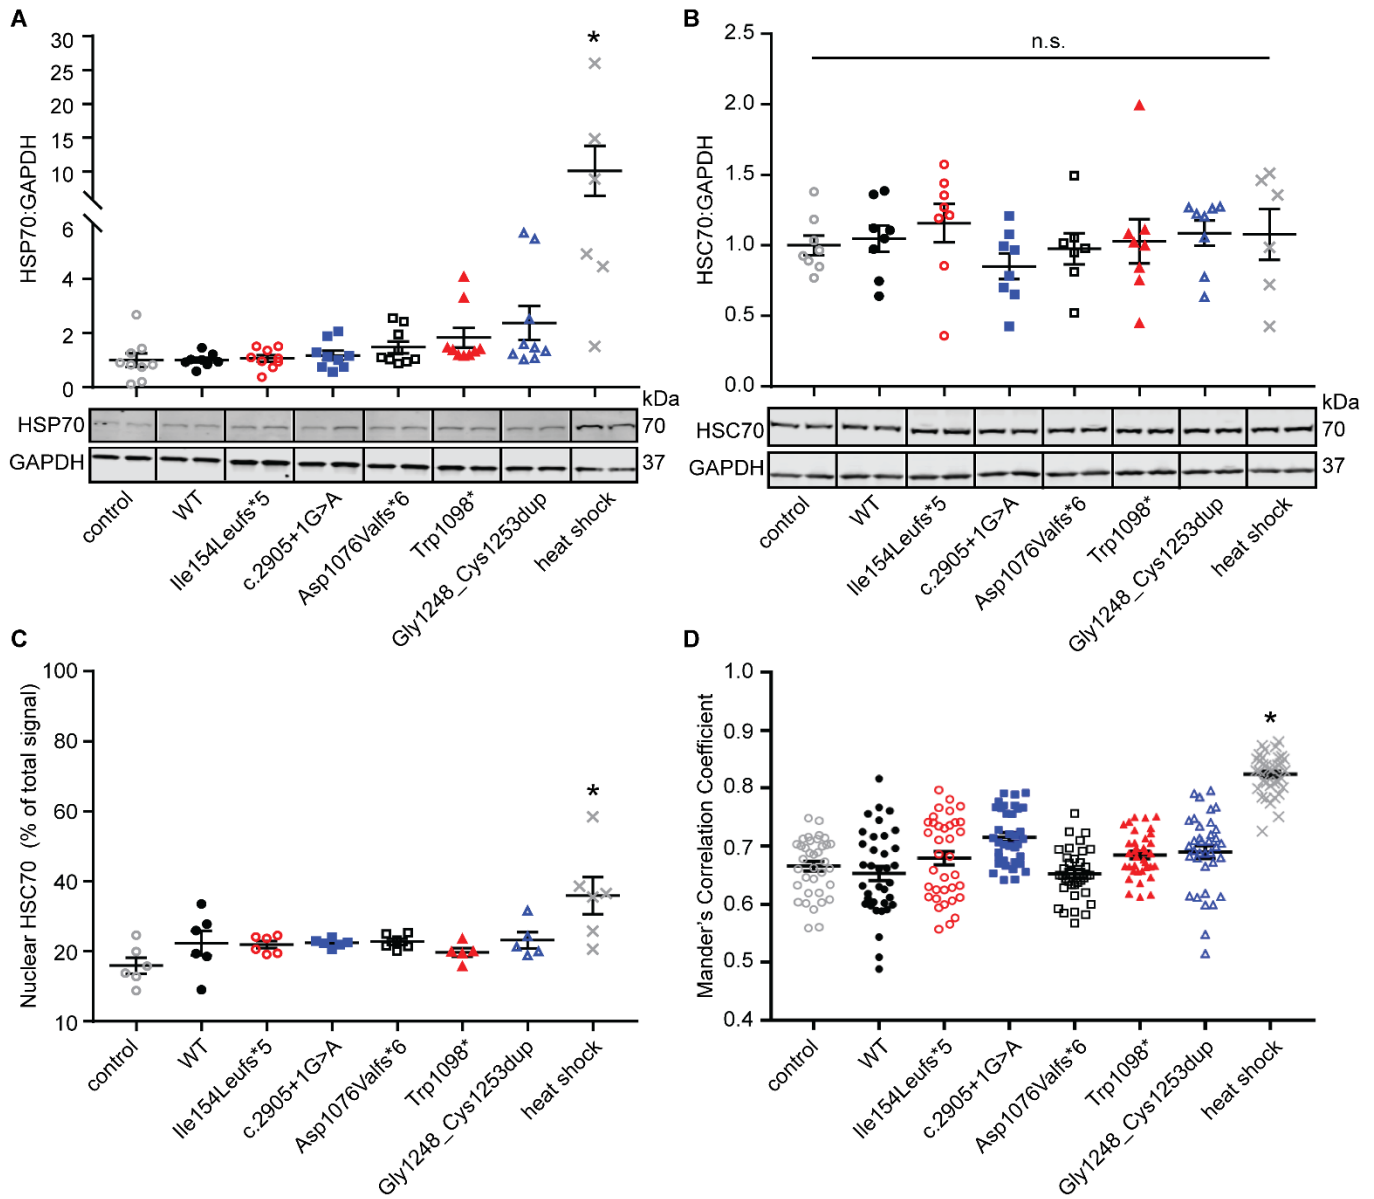 A
HSP70:GAPDH
30
25
20
15
10
6
4
2
0
*
kDa
HSP70
70
GAPDH
37
control
WT
Ile154Leufs*5
c.2905+1G>A
Asp1076Valfs*6
Trp1098*
Gly1248_Cys1253dup
heat shock
B
HSC70:GAPDH
2.5
2.0
1.5
1.0
0.5
0.0
n.s.
kDa
HSC70
70
GAPDH
37
control
WT
Ile154Leufs*5
c.2905+1G>A
Asp1076Valfs*6
Trp1098*
Gly1248_Cys1253dup
heat shock
C
Nuclear HSC70 (% of total signal)
100
80
60
40
20
10
*
control
WT
Ile154Leufs*5
c.2905+1G>A
Asp1076Valfs*6
Trp1098*
Gly1248_Cys1253dup
heat shock
D
Mander's Correlation Coefficient
1.0
0.9
0.8
0.7
0.6
0.5
0.4
*
control
WT
Ile154Leufs*5
c.2905+1G>A
Asp1076Valfs*6
Trp1098*
Gly1248_Cys1253dup
heat shock